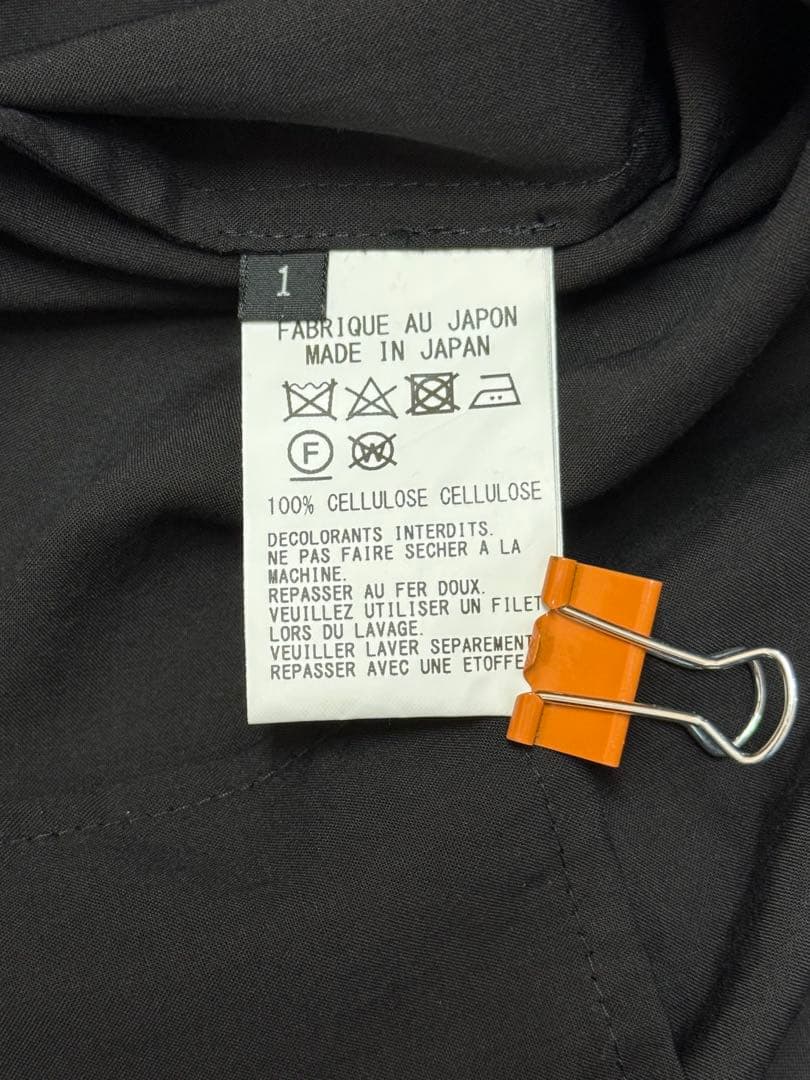 1
FABRIQUE AU JAPON
MADE IN JAPAN
F
W
100% CELLULOSE CELLULOSE
DECOLORANTS INTERDITS.
NE PAS FAIRE SECHER A LA
MACHINE.
REPASSER AU FER DOUX.
VEUILLEZ UTILISER UN FILET
LORS DU LAVAGE.
VEUILLER LAVER SEPAREMENT
REPASSER AVEC UNE ETOFFE